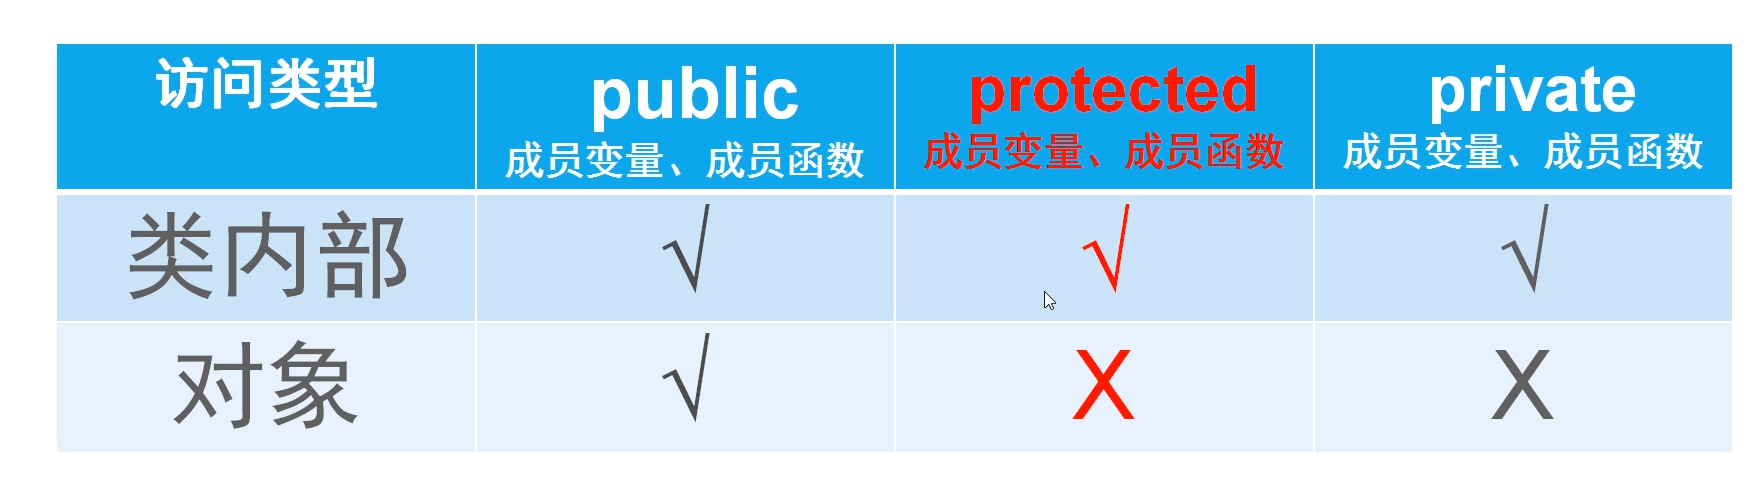 访问类型 public protected private
成员变量、成员函数 成员变量、成员函数 成员变量、成员函数
类内部 √ √ √
对象 √ X X